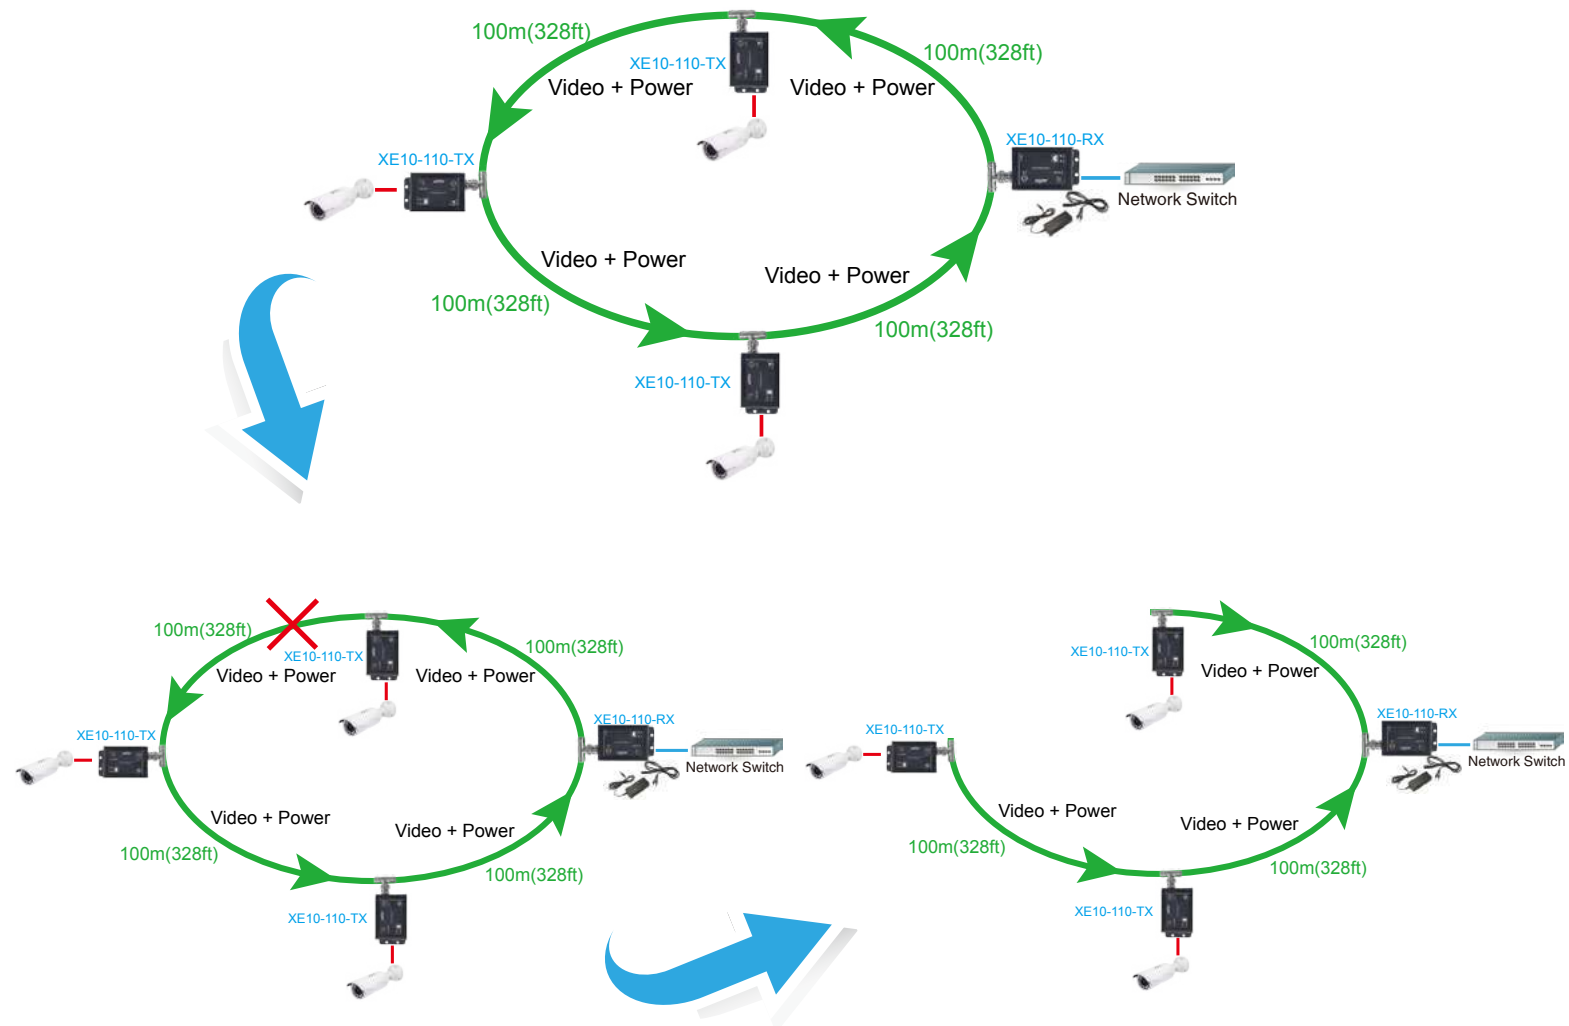 100m(328ft)
100m(328ft)
XE10-110-TX
Video + Power
Video + Power
XE10-110-TX
XE10-110-RX
Network Switch
Video + Power
Video + Power
100m(328ft)
100m(328ft)
XE10-110-TX
100m(328ft)
100m(328ft)
XE10-110-TX
Video + Power
Video + Power
XE10-110-TX
XE10-110-RX
Network Switch
Video + Power
Video + Power
100m(328ft)
100m(328ft)
XE10-110-TX
100m(328ft)
XE10-110-TX
Video + Power
XE10-110-TX
XE10-110-RX
Network Switch
Video + Power
Video + Power
100m(328ft)
100m(328ft)
XE10-110-TX